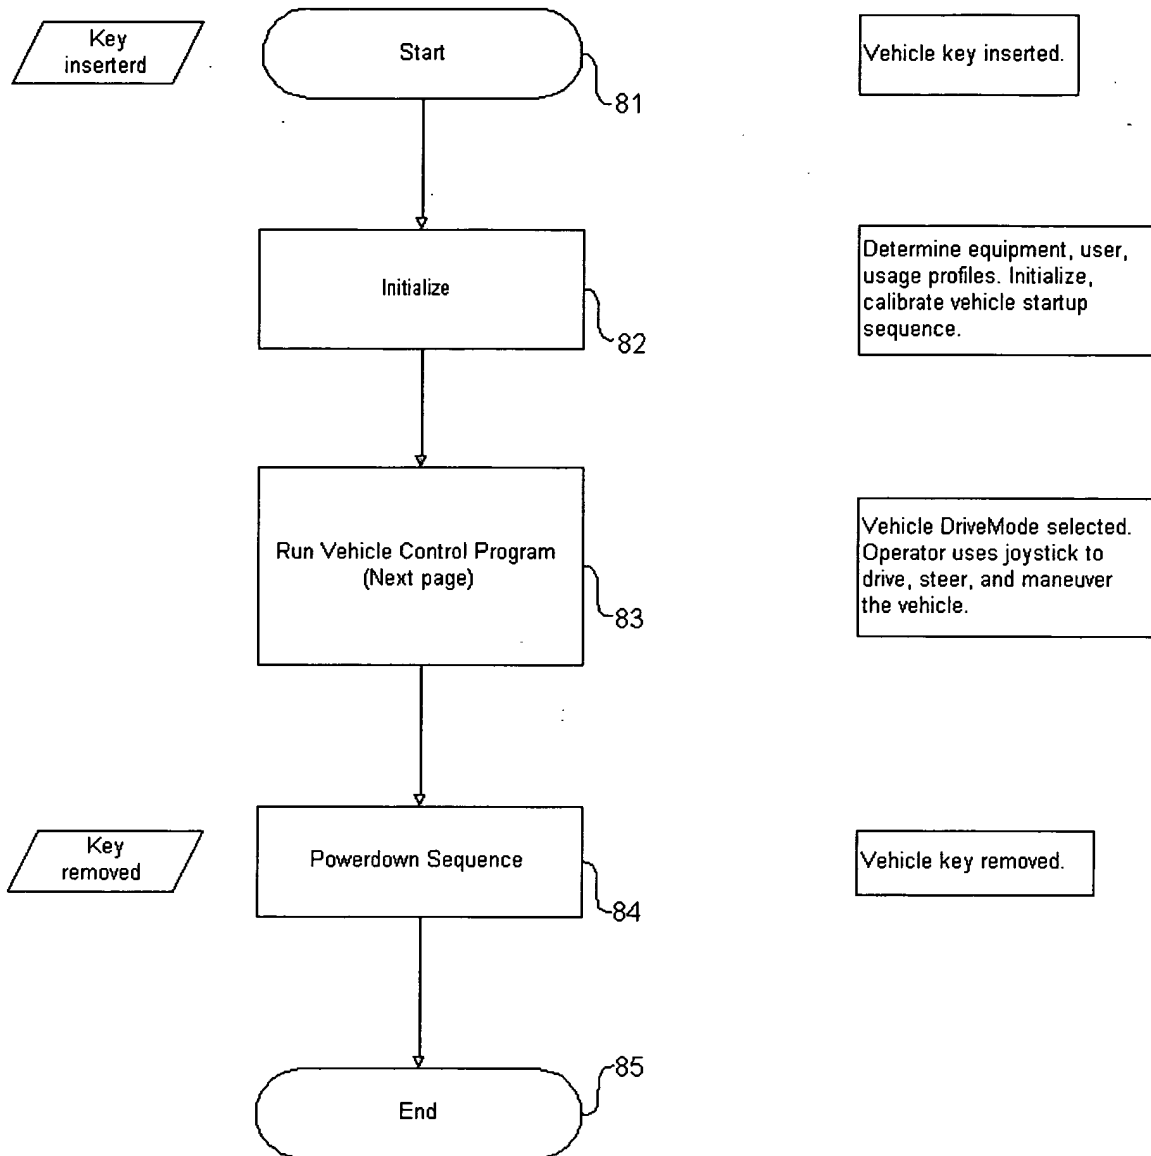 Key
inserterd
Start
81
Vehicle key inserted.
Initialize
82
Determine equipment, user,
usage profiles. Initialize,
calibrate vehicle startup
sequence.
Run Vehicle Control Program
(Next page)
83
Vehicle DriveMode selected.
Operator uses joystick to
drive, steer, and maneuver
the vehicle.
Key
removed
Powerdown Sequence
84
Vehicle key removed.
End
85